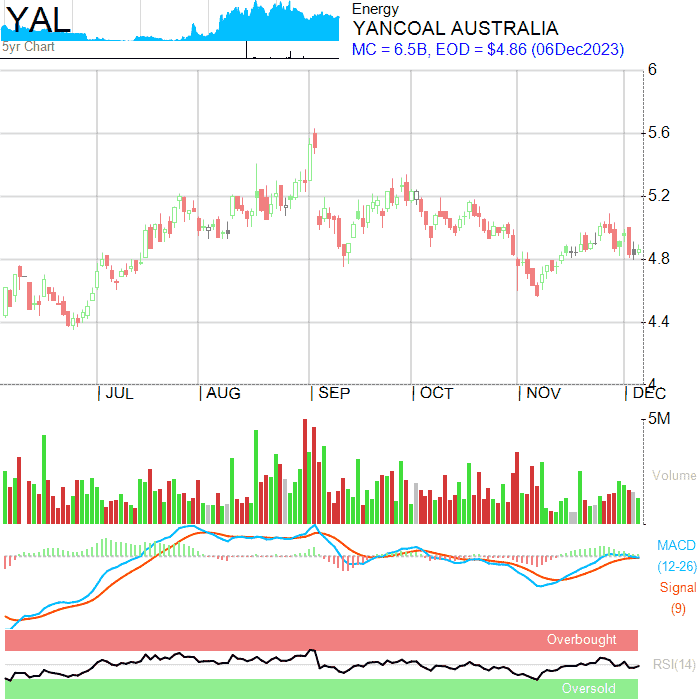 YAL
5yr Chart
Energy
YANCOAL AUSTRALIA
MC = 6.5B, EOD = $4.86 (06Dec2023)
6
5.6
5.2
4.8
4.4
4
JUL AUG SEP OCT NOV DEC
5M
Volume
MACD
(12-26)
Signal
(9)
Overbought
RSI(14)
Oversold